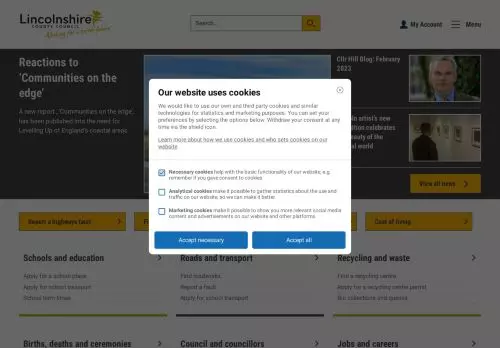 Lincolnshire
COUNTY COUNCIL
Working for a better future
Search...
My Account
Menu
Reactions to
'Communities on the
edge'
A new report, 'Communities on the edge',
has been published into the need for
Levelling Up of England's coastal areas.
Cllr Hill Blog: February
2023
artist's new
exhibition celebrates
beauty of the
natural world
View all news
Our website uses cookies
We would like to use our own and third party cookies and similar
technologies for statistics and marketing purposes. You can set your
preferences by selecting the options below. Withdraw your consent at
any time via the shield icon.
Learn more about how we use cookies and who sets cookies on our
website
Necessary cookies help with the basic functionality of our website, e.g.
remember if you gave consent to cookies.
Analytical cookies make it possible to gather statistics about the use and
traffic on our website, so we can make it better.
Marketing cookies make it possible to show you more relevant social media
content and advertisements on our website and other platforms.
Accept necessary
Accept all
Report a highways fault
Cost of living
Schools and education
Apply for a school place
Apply for school transport
School term times
Roads and transport
Find roadworks
Report a fault
Apply for school transport
Recycling and waste
Find a recycling centre
Apply for a recycling centre permit
Bin collections and queries
Births, deaths and ceremonies
Council and councillors
Jobs and careers